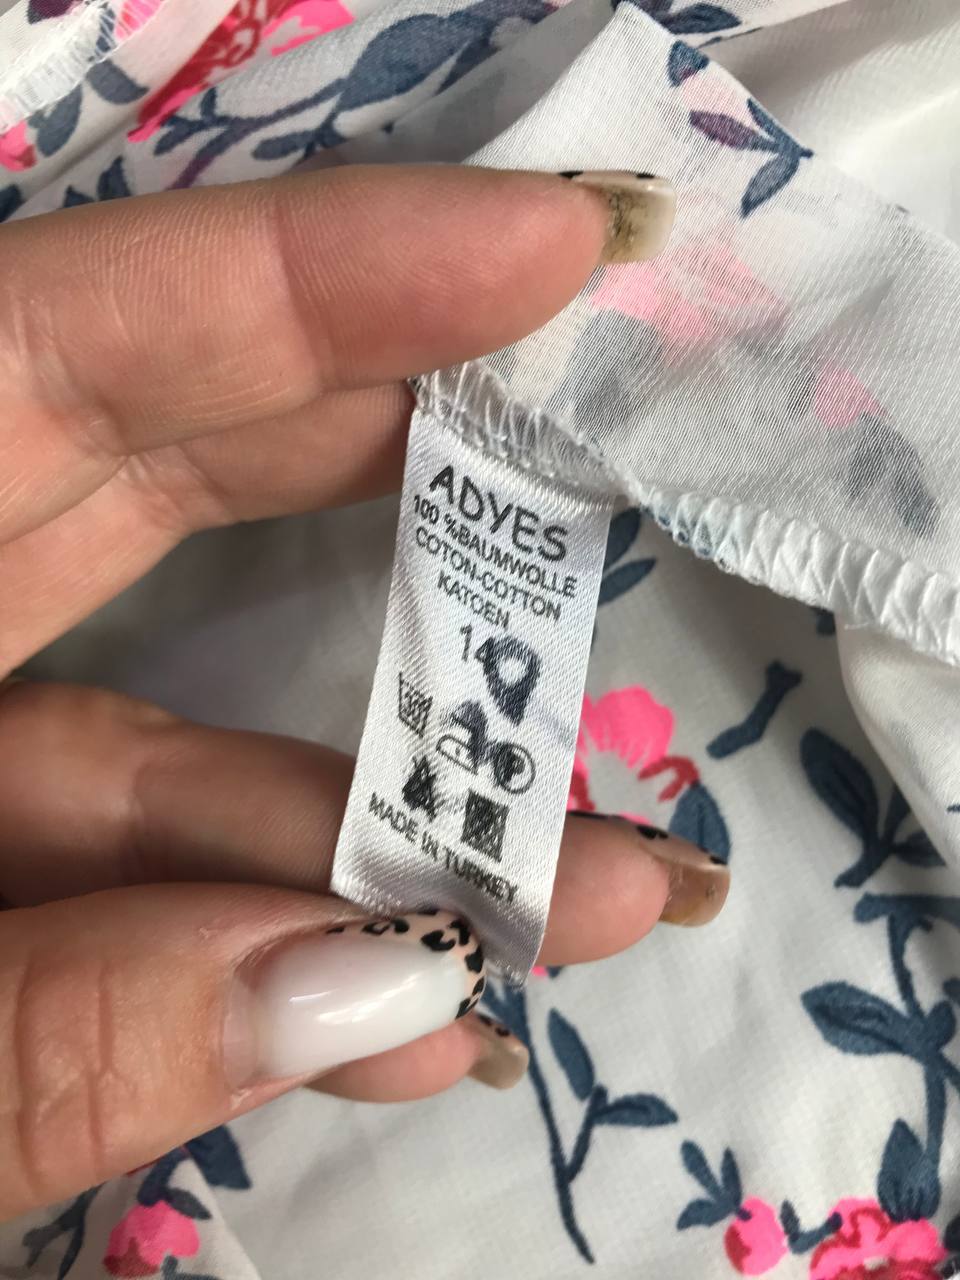 ADYES
100 %BAUMWOLLE
COTON-COTTON
KATOEN
MADE IN TURKEY